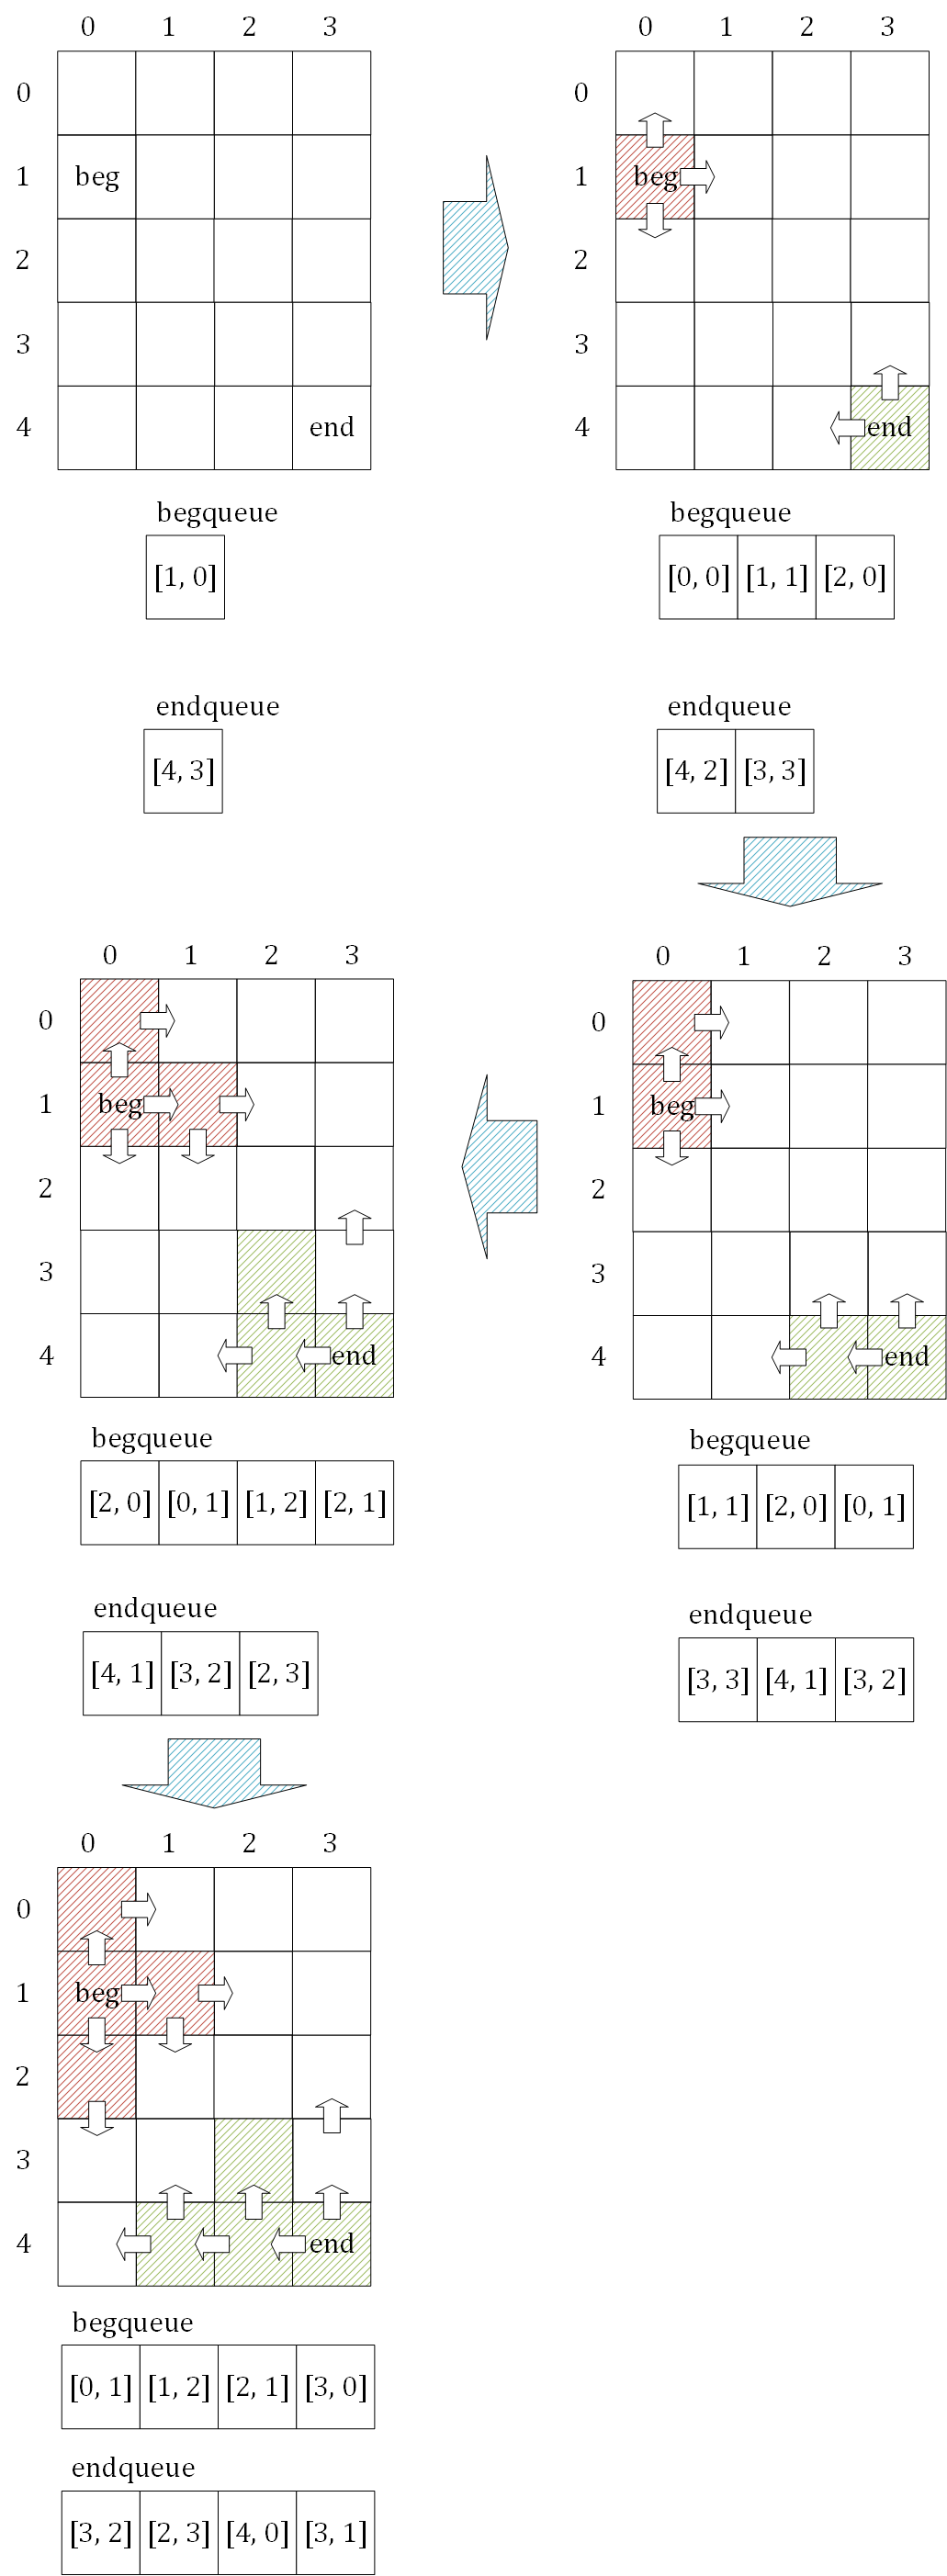 0 1 2 3
0
1 beg
2
3
4 end
begqueue
[1, 0]
endqueue
[4, 3]
0 1 2 3
0
1 beg
2
3
4 end
begqueue
[0, 0] [1, 1] [2, 0]
endqueue
[4, 2] [3, 3]
0 1 2 3
0
1 beg
2
3
4 end
begqueue
[1, 1] [2, 0] [0, 1]
endqueue
[3, 3] [4, 1] [3, 2]
0 1 2 3
0
1 beg
2
3
4 end
begqueue
[2, 0] [0, 1] [1, 2] [2, 1]
endqueue
[4, 1] [3, 2] [2, 3]
0 1 2 3
0
1 beg
2
3
4 end
begqueue
[0, 1] [1, 2] [2, 1] [3, 0]
endqueue
[3, 2] [2, 3] [4, 0] [3, 1]